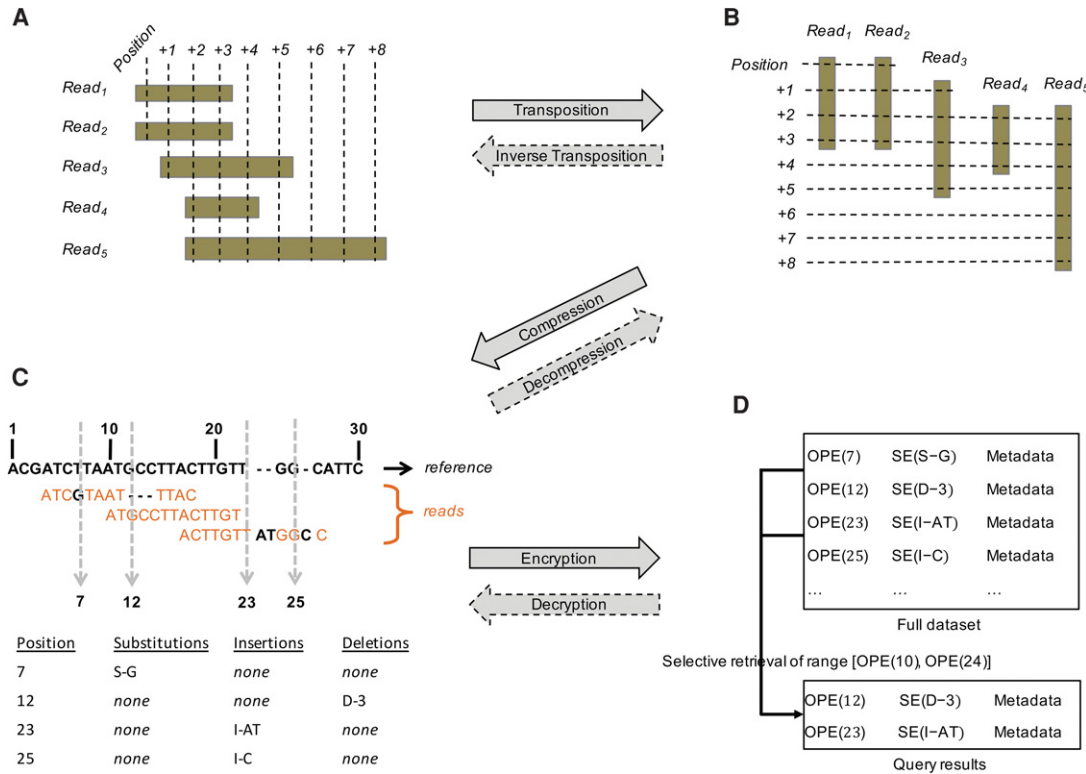 A
Position +1 +2 +3 +4 +5 +6 +7 +8
Read1
Read2
Read3
Read4
Read5
Transposition
Inverse Transposition
B
Read1 Read2 Read3 Read4 Read5
Position
+1
+2
+3
+4
+5
+6
+7
+8
Compression
Decompression
C
1 10 20 30
ACGATCTTAATGCCTTACTTGTT - - GG - CATTC reference
ATCGTAAT - - - TTAC
ATGCCTTACTTGT
ACTTGTT ATGGC C
reads
7 12 23 25
Position Substitutions Insertions Deletions
7 S-G none none
12 none none D-3
23 none I-AT none
25 none I-C none
Encryption
Decryption
D
OPE(7) SE(S−G) Metadata
OPE(12) SE(D−3) Metadata
OPE(23) SE(I−AT) Metadata
OPE(25) SE(I−C) Metadata
... ... ...
Full dataset
Selective retrieval of range [OPE(10), OPE(24)]
OPE(12) SE(D−3) Metadata
OPE(23) SE(I−AT) Metadata
Query results